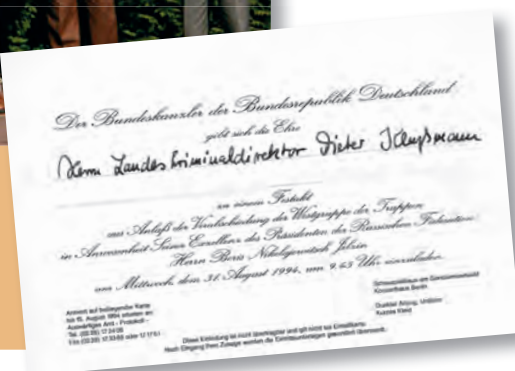 Der Bundeskanzler der Bundesrepublik Deutschland
gibt sich die Ehre
Herrn Landeskriminaldirektor Dieter
zu einem Festakt
aus Anlaß der Verabschiedung der Westgruppe der Truppen
in Anwesenheit Seiner Exzellenz des Präsidenten der Russischen Föderation
Herrn Boris Nikolajewitsch Jelzin
am Mittwoch, dem 31. August 1994, um 9.45 Uhr einzuladen.
Antwort auf beiliegender Karte
bis 15. August 1994 erbeten an:
Auswärtiges Amt - Protokoll -
Schauspielhaus am Gendarmenmarkt
Konzerthaus Berlin
Dunkler Anzug, Uniform
Kurzes Kleid
Diese Einladung ist nicht übertragbar und gilt nicht als Einlaßkarte.
Nach Eingang Ihrer Zusage werden die Eintrittsunterlagen gesondert übersandt.